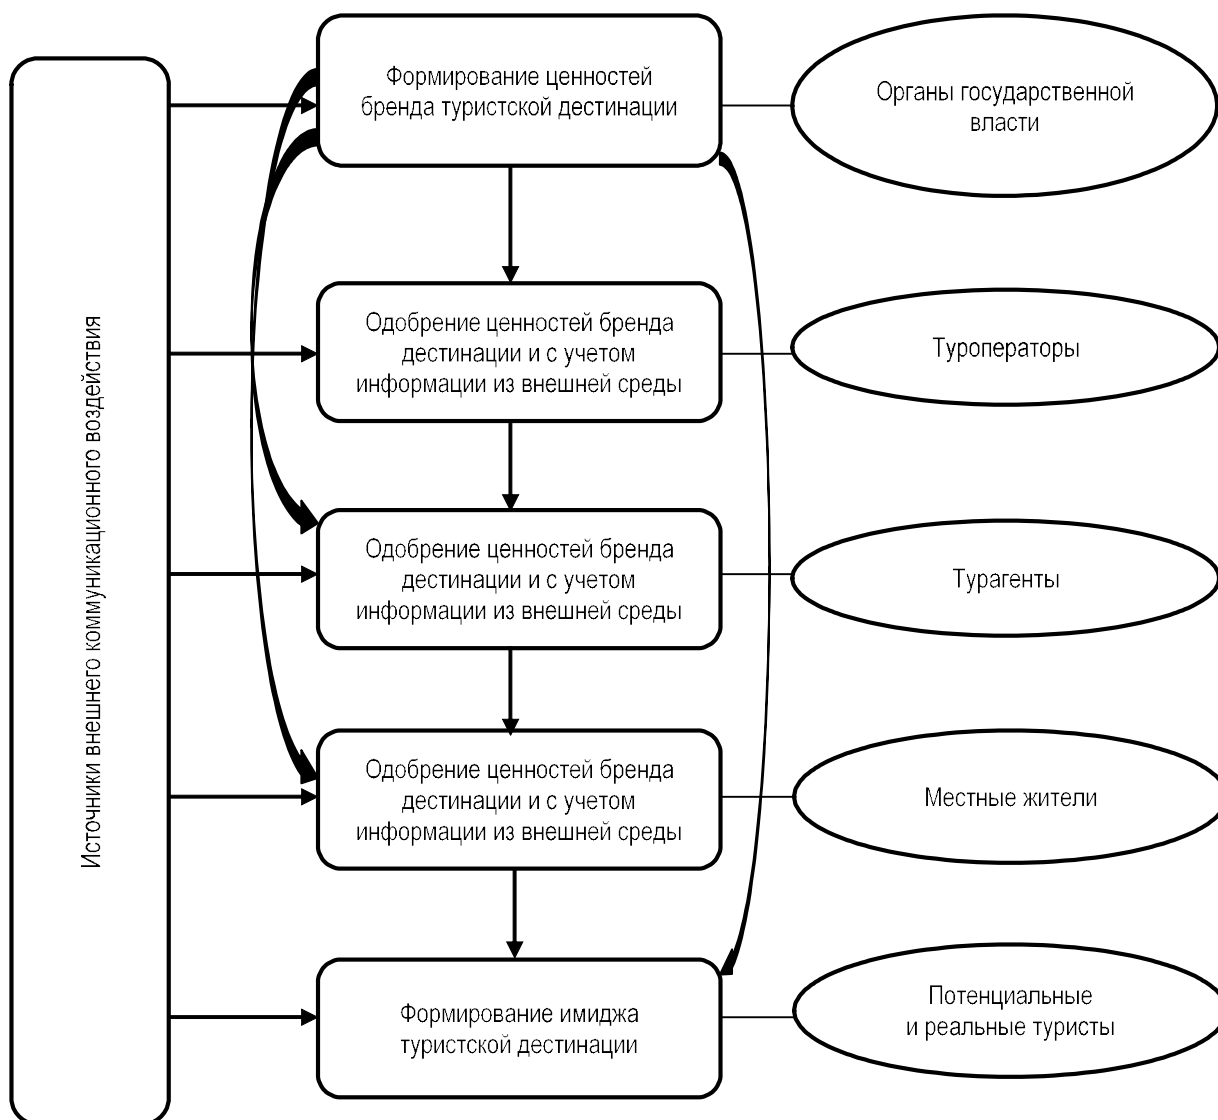 Источники внешнего коммуникационного воздействия
Формирование ценностей
бренда туристской дестинации
Органы государственной
власти
Одобрение ценностей бренда
дестинации и с учетом
информации из внешней среды
Туроператоры
Одобрение ценностей бренда
дестинации и с учетом
информации из внешней среды
Турагенты
Одобрение ценностей бренда
дестинации и с учетом
информации из внешней среды
Местные жители
Формирование имиджа
туристской дестинации
Потенциальные
и реальные туристы